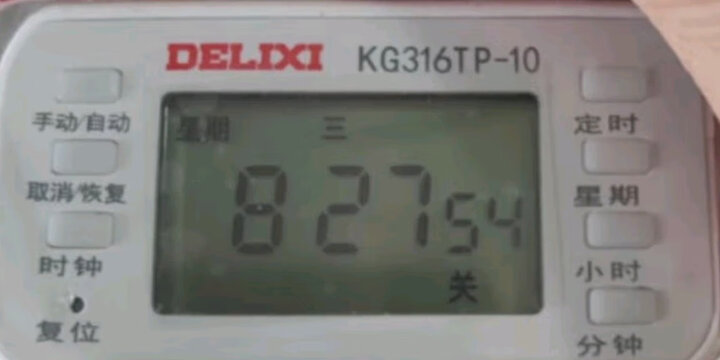 DELIXI KG316TP-10
手动/自动
取消/恢复
时钟
复位
星期 三
8 27 54
关
定时
星期
小时
分钟